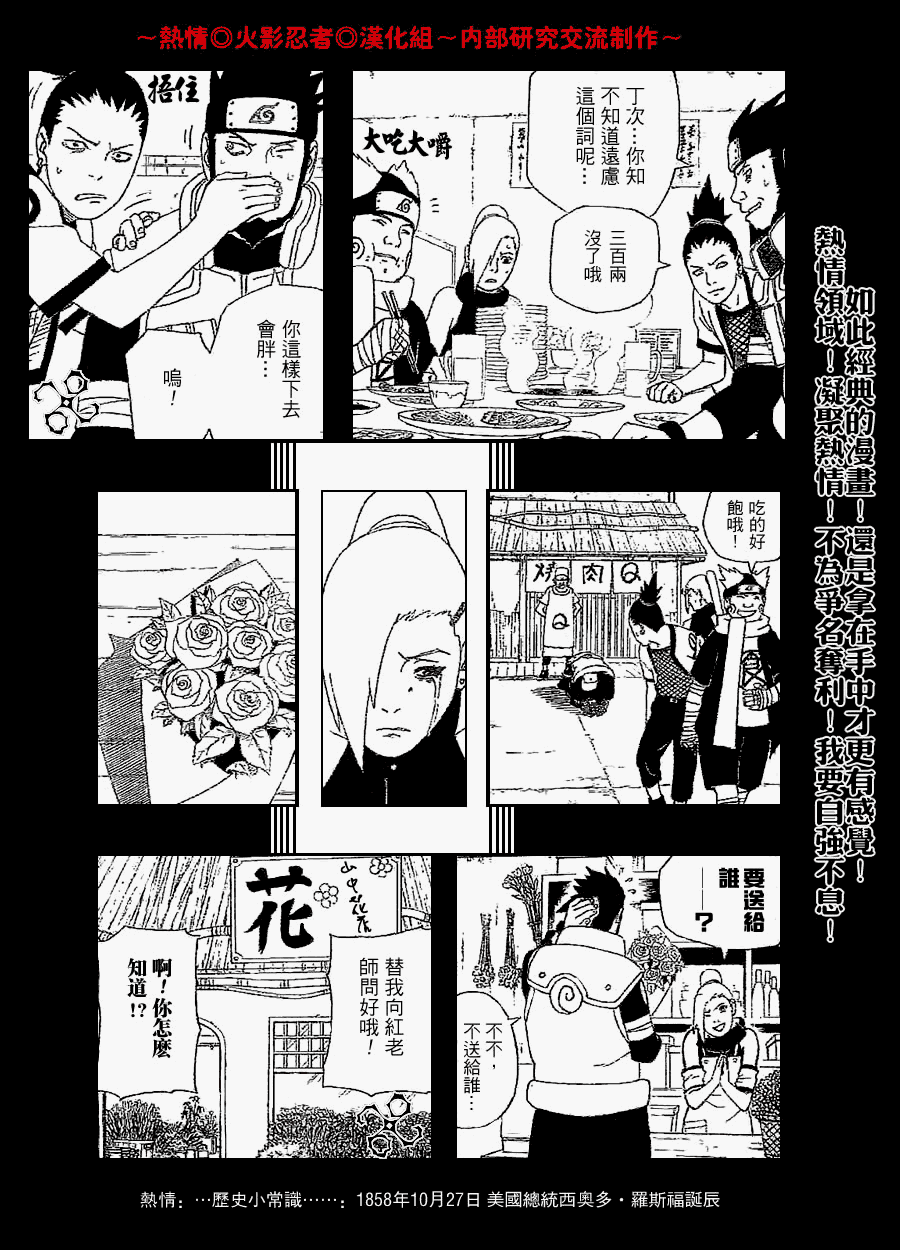 ～熱情◎火影忍者◎漢化組～内部研究交流制作～
丁次…你知
不知道遠慮
這個詞呢…
三百兩
沒了哦
大吃大嚼
捂住
你這樣下去
會胖…
嗚！
吃的好
飽哦！
烤肉Q
Q
要送給
誰
——？
不不，
不送給誰…
花
山中花店
替我向紅老
師問好哦！
啊！你怎麽
知道!?
如此經典的漫畫！還是拿在手中才更有感覺！
熱情領域！凝聚熱情！不為爭名奪利！我要自強不息！
熱情：…歷史小常識……：1858年10月27日 美國總統西奧多·羅斯福誕辰